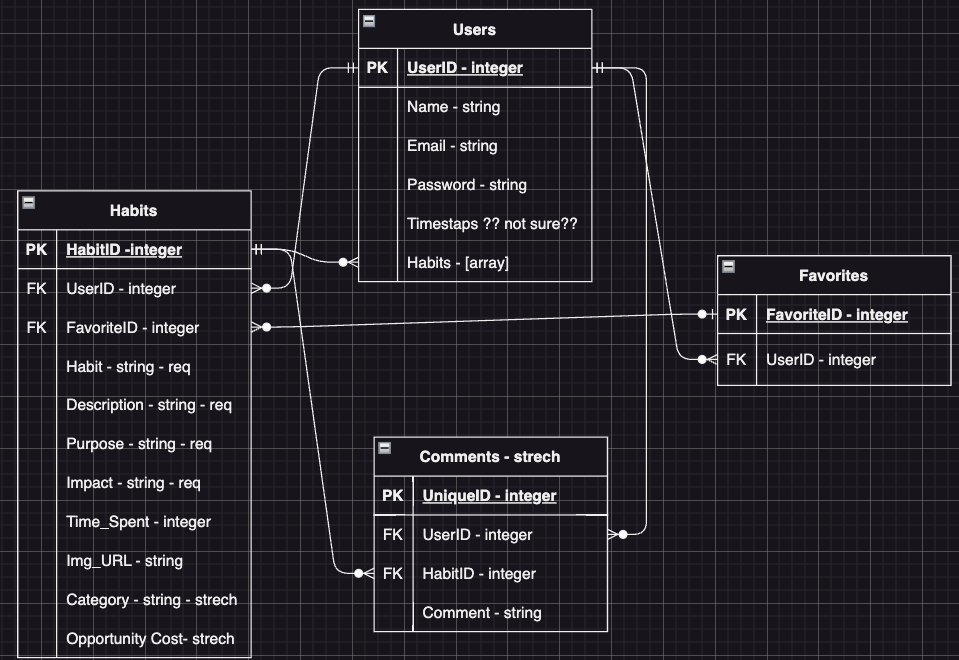 Users
PK UserID - integer
Name - string
Email - string
Password - string
Timestaps ?? not sure??
Habits - [array]
Habits
PK HabitID -integer
FK UserID - integer
FK FavoriteID - integer
Habit - string - req
Description - string - req
Purpose - string - req
Impact - string - req
Time_Spent - integer
Img_URL - string
Category - string - strech
Opportunity Cost- strech
Favorites
PK FavoriteID - integer
FK UserID - integer
Comments - strech
PK UniqueID - integer
FK UserID - integer
FK HabitID - integer
Comment - string